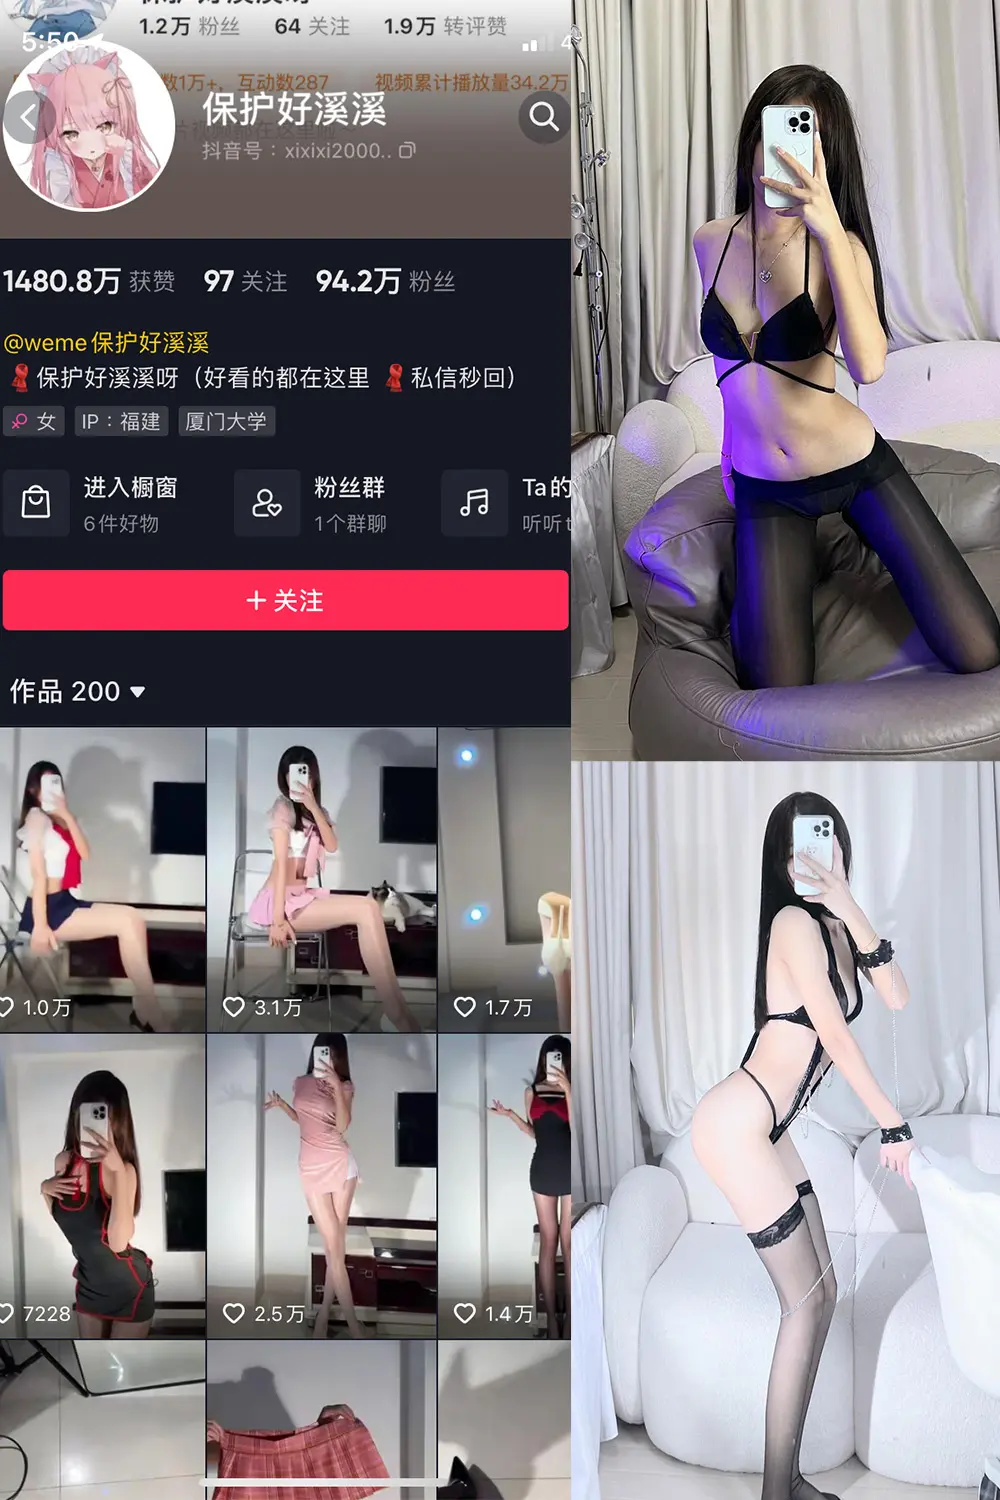 1.2万 粉丝 64 关注 1.9万 转评赞
5:50
数1万+，互动数287 视频累计播放量34.2万
保护好溪溪
抖音号：xixixi2000..
1480.8万 获赞 97 关注 94.2万 粉丝
@weme保护好溪溪
保护好溪溪呀（好看的都在这里 私信秒回）
女 IP：福建 厦门大学
进入橱窗 粉丝群 Ta的
6件好物 1个群聊 听听
+ 关注
作品 200
1.0万 3.1万 1.7万
7228 2.5万 1.4万